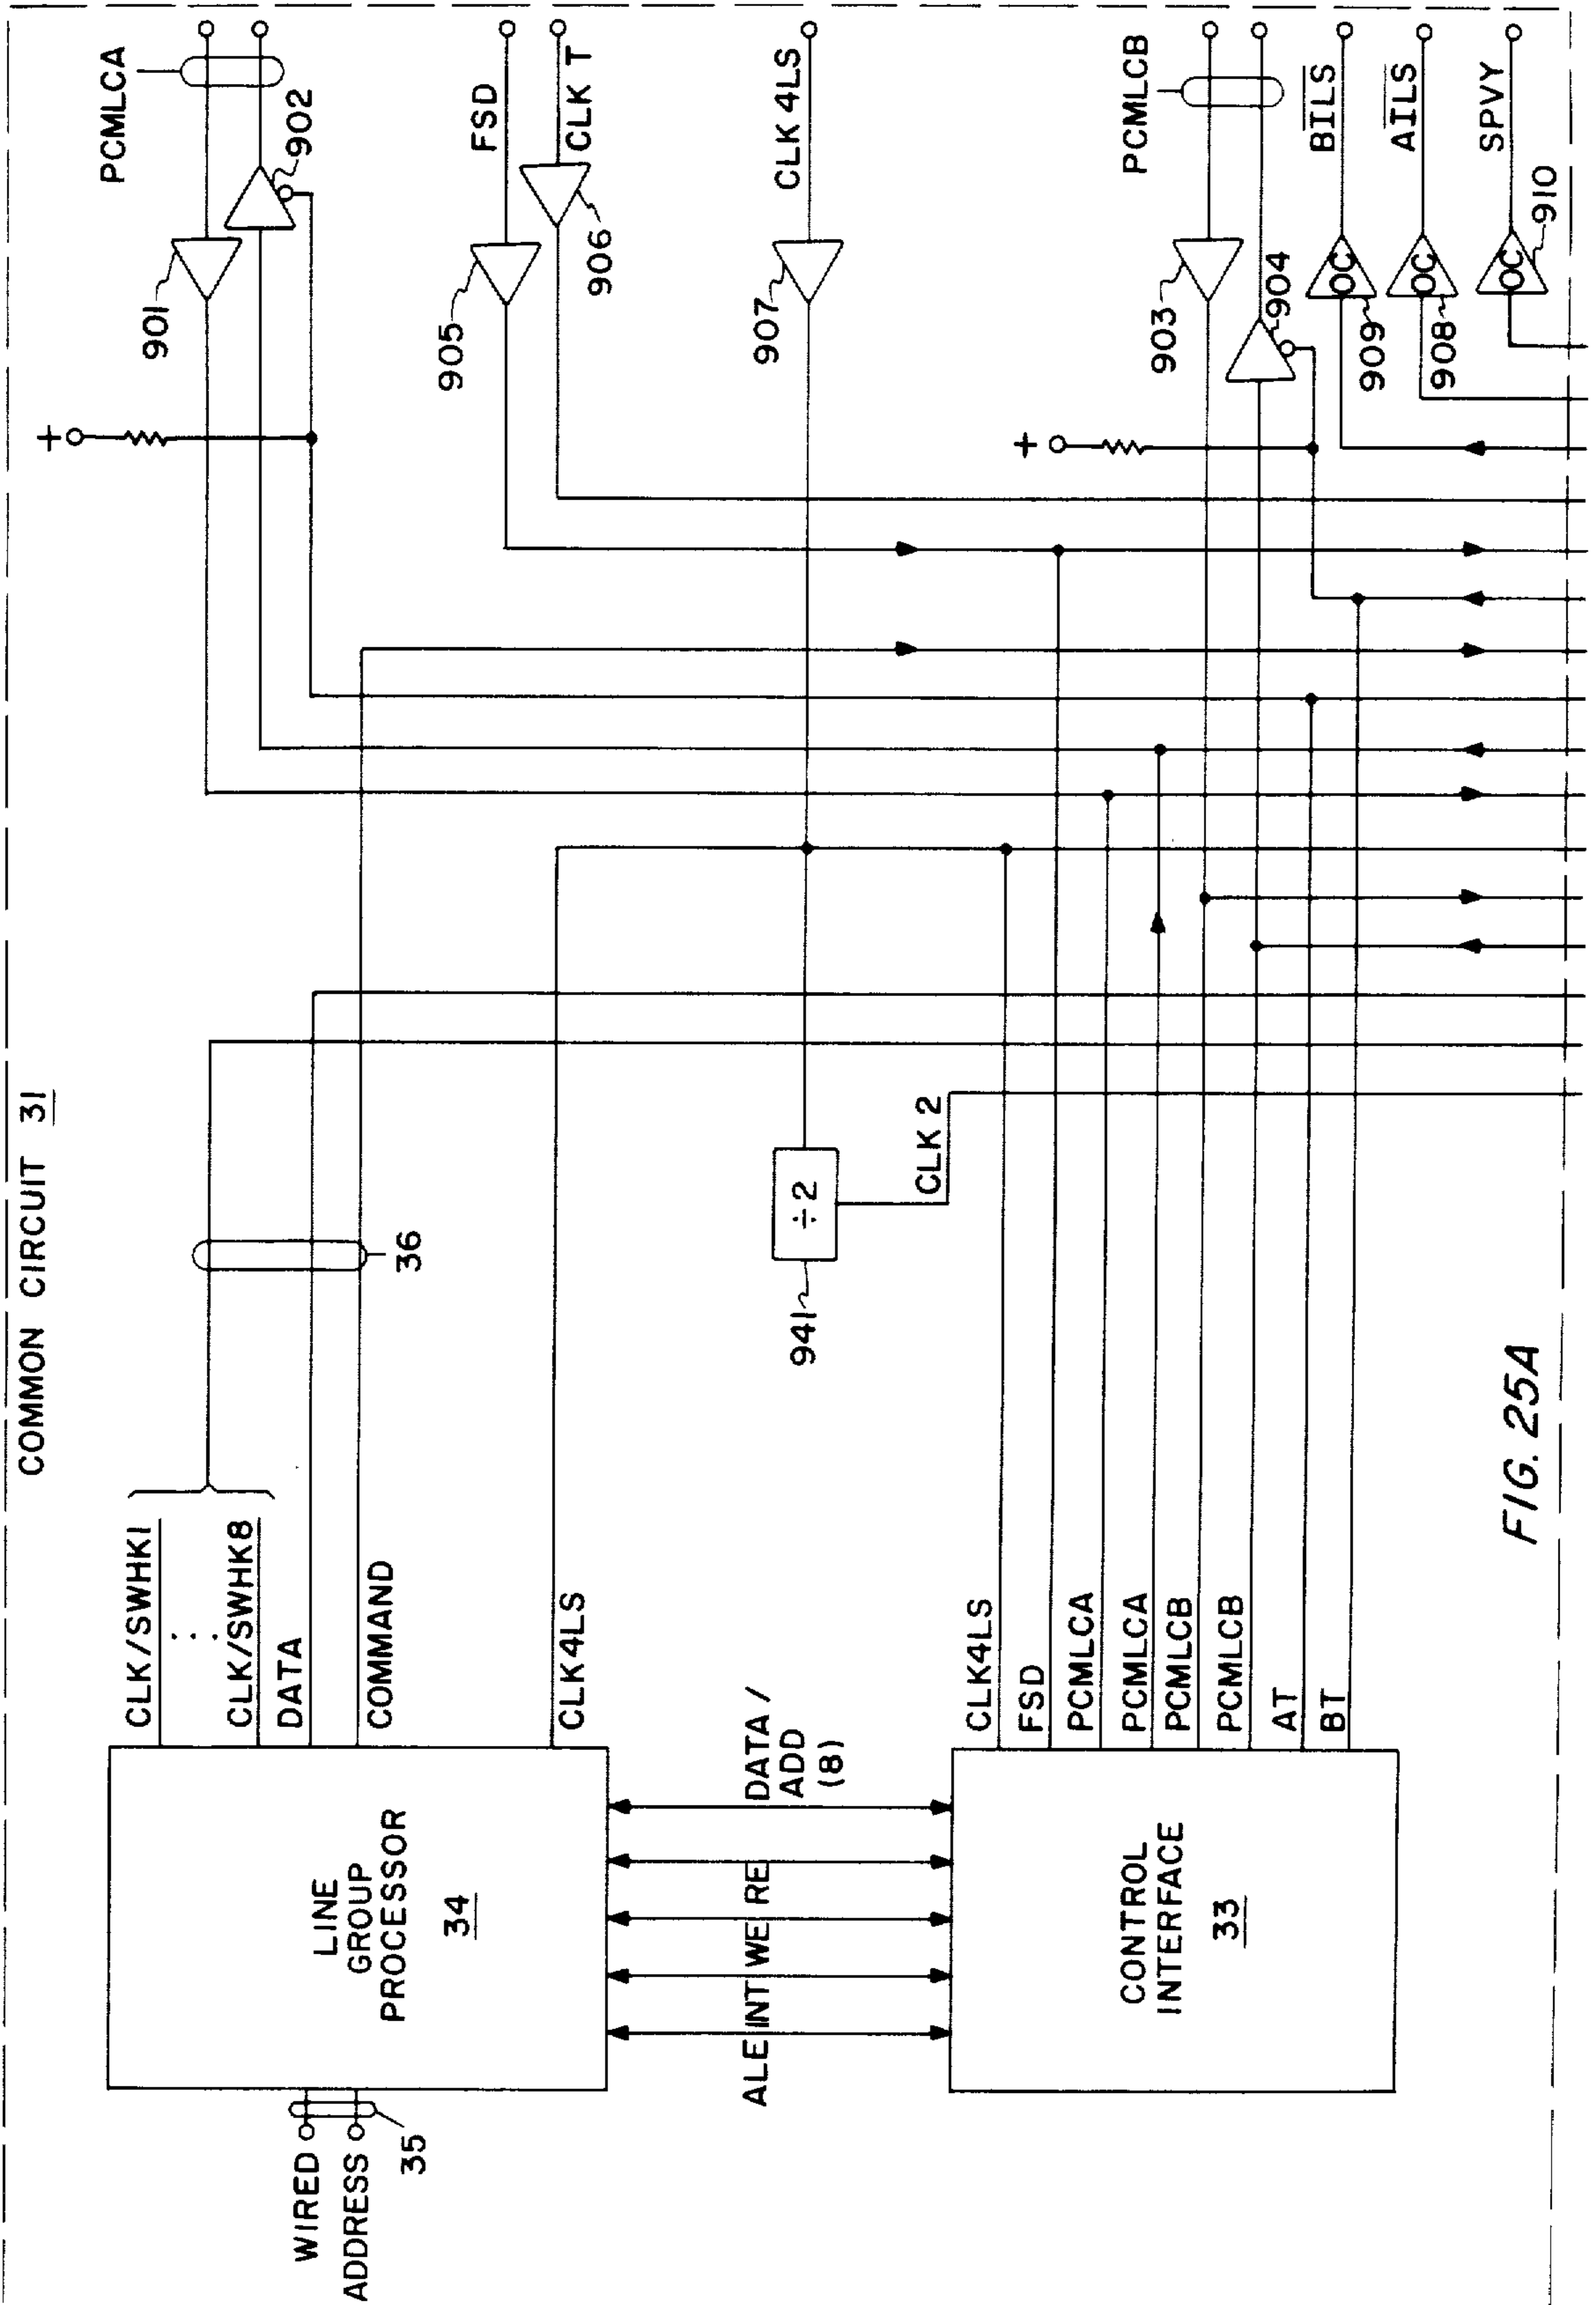 COMMON CIRCUIT 31
WIRED
ADDRESS
35
LINE
GROUP
PROCESSOR
34
CLK/SWHK1
...
CLK/SWHK8
DATA
COMMAND
CLK4LS
36
ALE INT WE RE
DATA /
ADD
(8)
CONTROL
INTERFACE
33
CLK4LS
FSD
PCMLCA
PCMLCA
PCMLCB
PCMLCB
AT
BT
941
÷2
CLK 2
+
901
PCMLCA
902
905
FSD
906
CLK T
907
CLK 4LS
+
903
PCMLCB
904
909
OC
BILS
908
OC
AILS
OC
910
SPVY
FIG. 25A